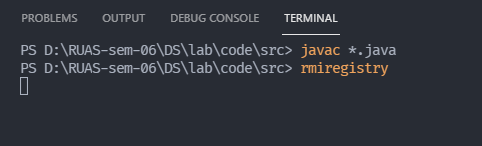 PROBLEMS OUTPUT DEBUG CONSOLE TERMINAL
PS D:\RUAS-sem-06\DS\lab\code\src> javac *.java
PS D:\RUAS-sem-06\DS\lab\code\src> rmiregistry